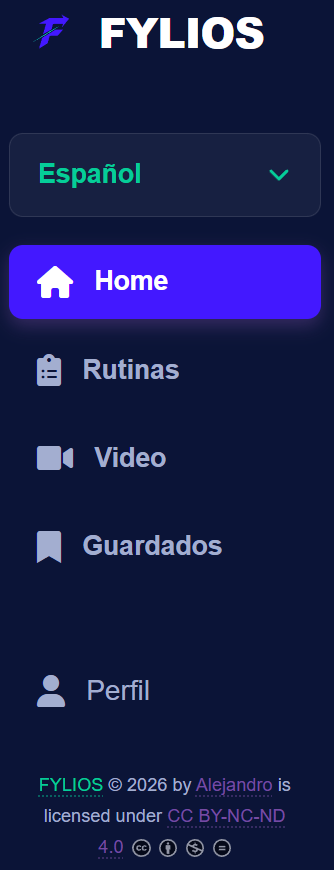 FYLIOS
Español
Home
Rutinas
Video
Guardados
Perfil
FYLIOS © 2026 by Alejandro is
licensed under CC BY-NC-ND
4.0